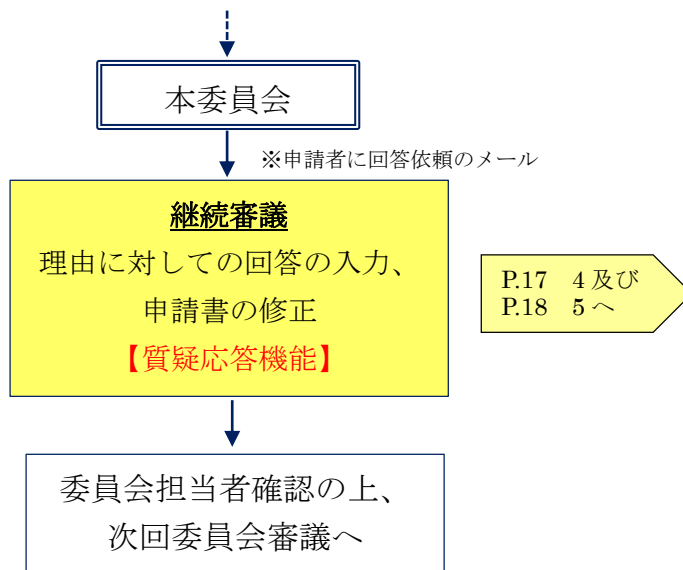 本委員会
※申請者に回答依頼のメール
継続審議
理由に対しての回答の入力、
申請書の修正
【質疑応答機能】
P.17　4 及び
P.18　5 へ
委員会担当者確認の上、
次回委員会審議へ